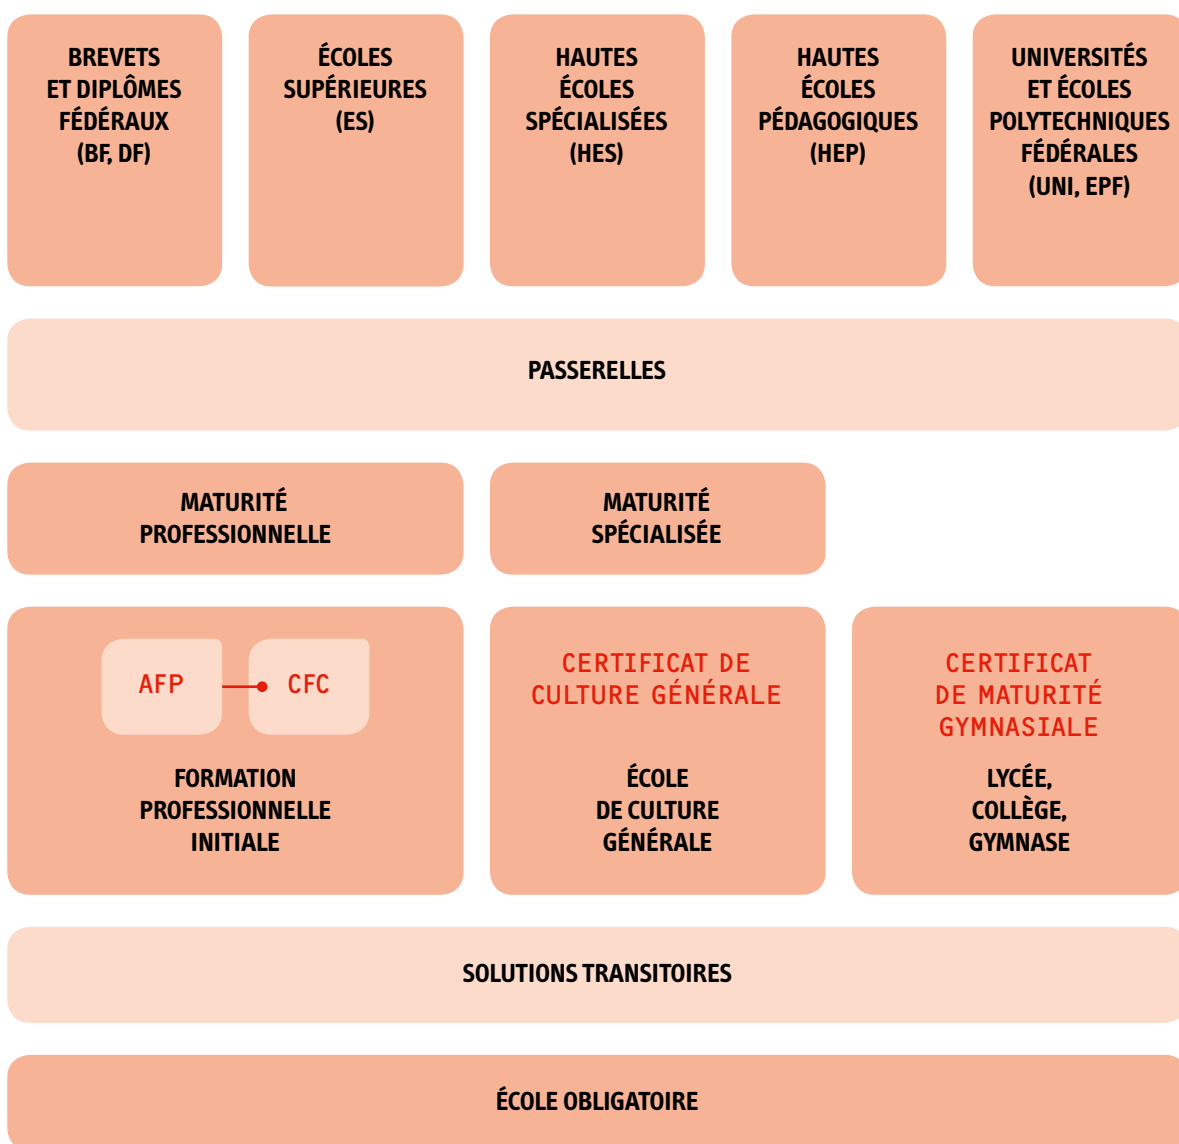 BREVETS
ET DIPLÔMES
FÉDÉRAUX
(BF, DF)
ÉCOLES
SUPÉRIEURES
(ES)
HAUTES
ÉCOLES
SPÉCIALISÉES
(HES)
HAUTES
ÉCOLES
PÉDAGOGIQUES
(HEP)
UNIVERSITÉS
ET ÉCOLES
POLYTECHNIQUES
FÉDÉRALES
(UNI, EPF)
PASSERELLES
MATURITÉ
PROFESSIONNELLE
MATURITÉ
SPÉCIALISÉE
AFP
CFC
FORMATION
PROFESSIONNELLE
INITIALE
CERTIFICAT DE
CULTURE GÉNÉRALE
ÉCOLE
DE CULTURE
GÉNÉRALE
CERTIFICAT
DE MATURITÉ
GYMNASIALE
LYCÉE,
COLLÈGE,
GYMNASE
SOLUTIONS TRANSITOIRES
ÉCOLE OBLIGATOIRE